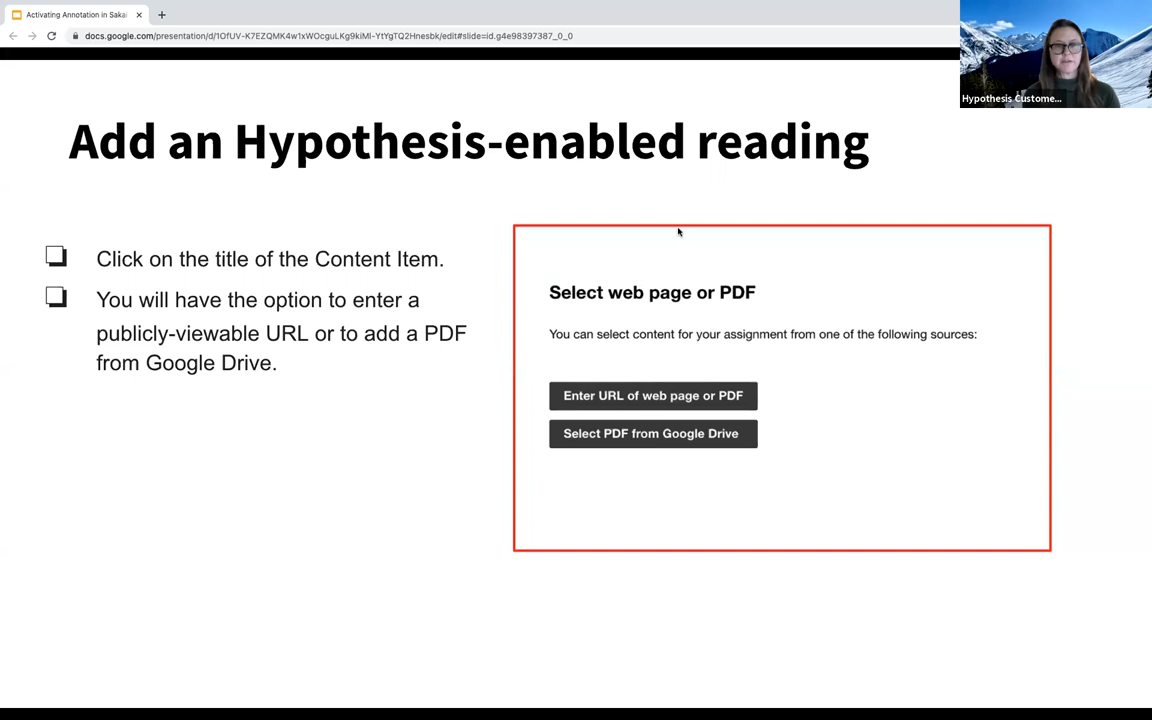 Activating Annotation in Saka
docs.google.com/presentation/d/1OfUV-K7EZQMK4w1xWOcguLKg9kiMl-YtYgTQ2Hnesbk/edit#slide=id.g4e98397387_0_0
Hypothesis Custome...
Add an Hypothesis-enabled reading
Click on the title of the Content Item.
You will have the option to enter a
publicly-viewable URL or to add a PDF
from Google Drive.
Select web page or PDF
You can select content for your assignment from one of the following sources:
Enter URL of web page or PDF
Select PDF from Google Drive